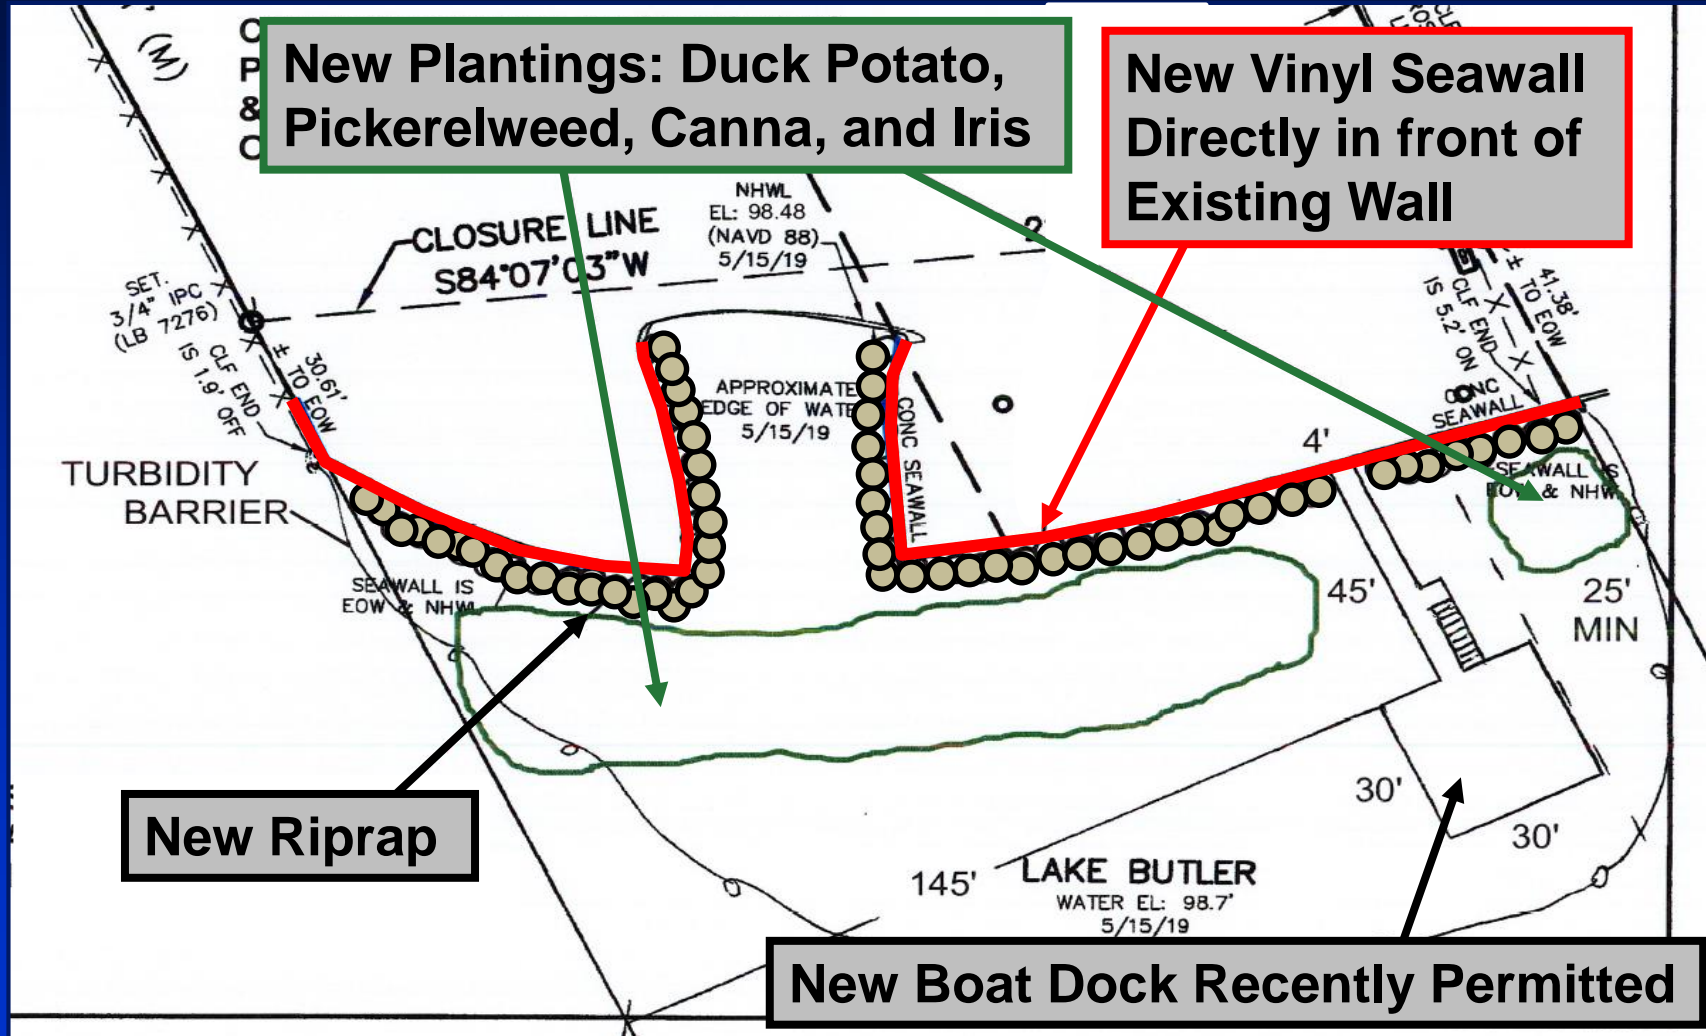 (M)
New Plantings: Duck Potato,
Pickerelweed, Canna, and Iris
New Vinyl Seawall
Directly in front of
Existing Wall
NHWL
EL: 98.48
(NAVD 88)
5/15/19
CLOSURE LINE
S84°07'03"W
2
SET.
3/4" IPC
(LB 7276)
30.61'
± TO EOW
CLF END
IS 1.9' OFF
41.38'
± TO EOW
CLF END
IS 5.2' ON
APPROXIMATE
EDGE OF WATE
5/15/19
CONC SEAWALL
CONC
SEAWALL
4'
TURBIDITY
BARRIER
SEAWALL IS
EOW & NHW
SEAWALL IS
EOW & NHW
45'
25'
MIN
New Riprap
30'
30'
145'
LAKE BUTLER
WATER EL: 98.7'
5/15/19
New Boat Dock Recently Permitted